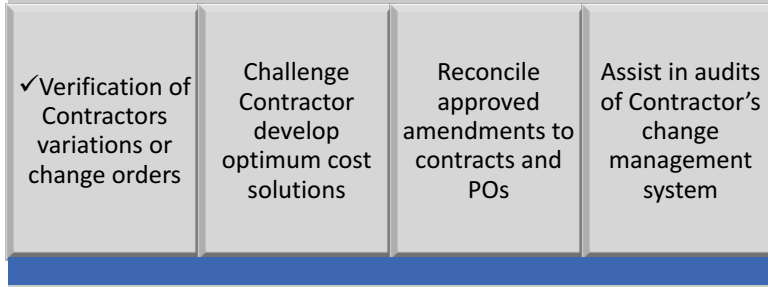 ✓Verification of
Contractors
variations or
change orders
Challenge
Contractor
develop
optimum cost
solutions
Reconcile
approved
amendments to
contracts and
POs
Assist in audits
of Contractor’s
change
management
system